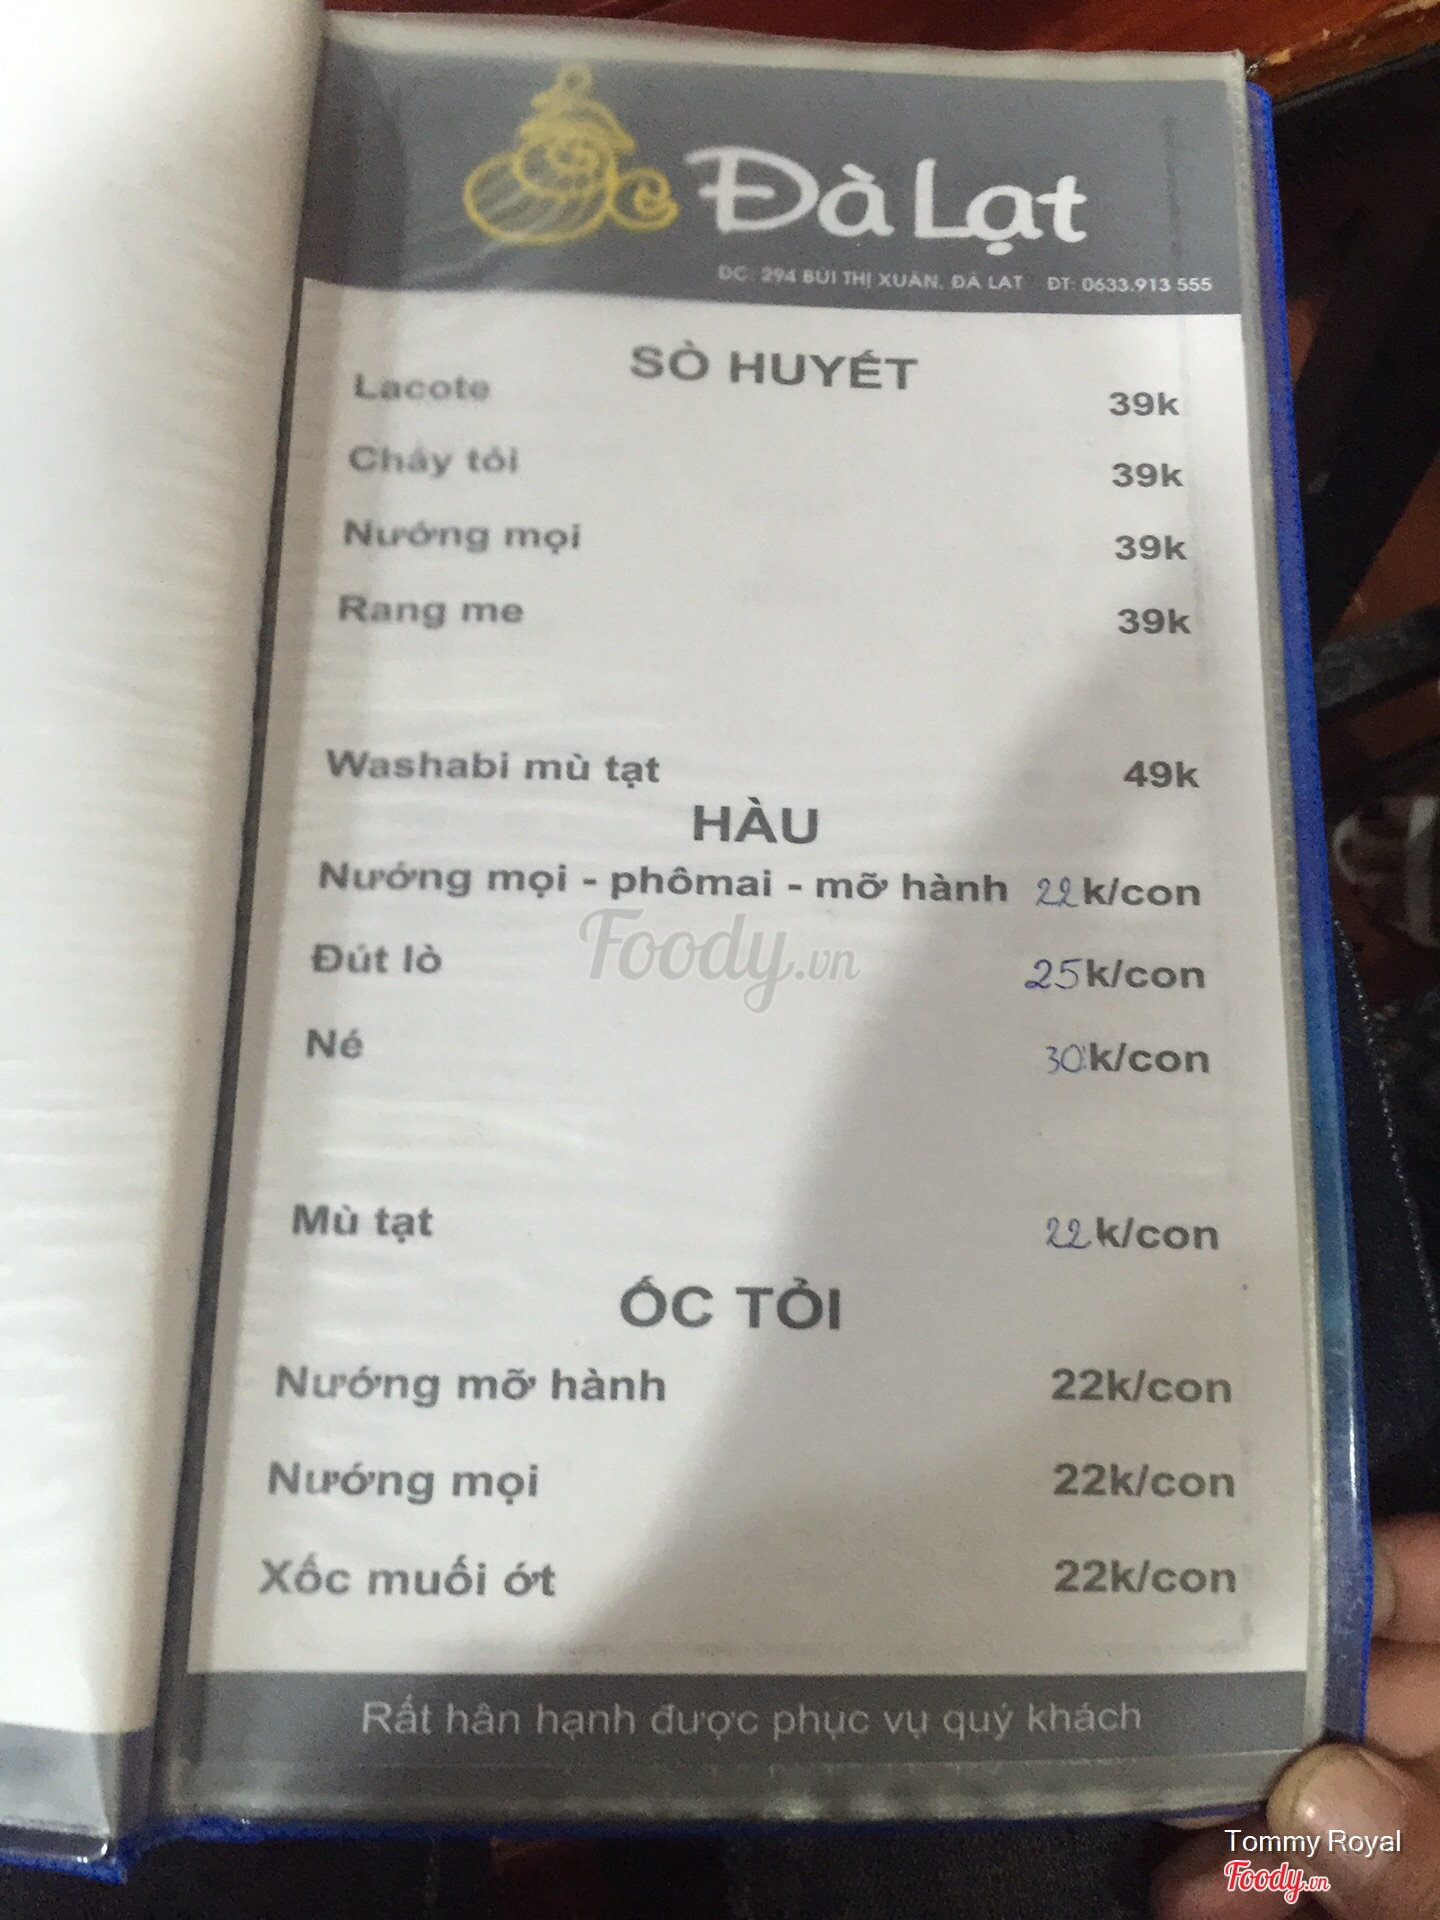 Ốc Đà Lạt
ĐC: 294 BÙI THỊ XUÂN, ĐÀ LẠT ĐT: 0633.913 555
SÒ HUYẾT
Lacote 39k
Cháy tỏi 39k
Nướng mọi 39k
Rang me 39k
Washabi mù tạt 49k
HÀU
Nướng mọi - phômai - mỡ hành 22k/con
Foody.vn
Đút lò 25k/con
Né 30k/con
Mù tạt 22k/con
ỐC TỎI
Nướng mỡ hành 22k/con
Nướng mọi 22k/con
Xốc muối ớt 22k/con
Rất hân hạnh được phục vụ quý khách
Tommy Royal
Foody.vn